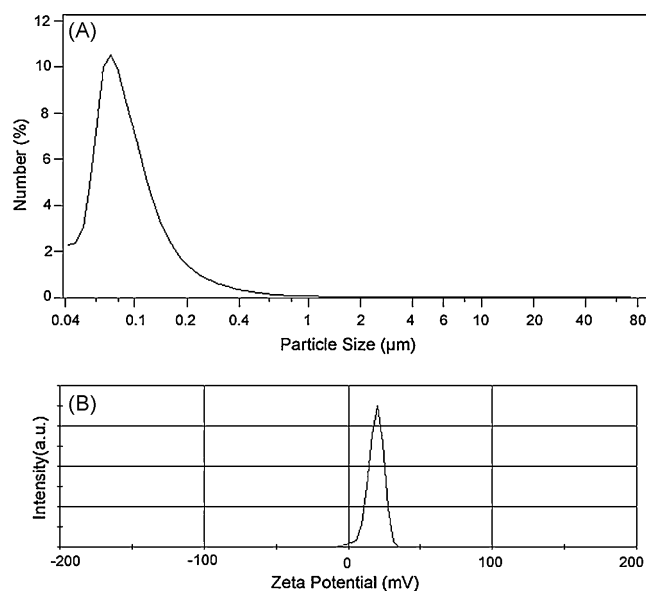 (A)
12
10
8
6
4
2
0
Number (%)
0.04 0.1 0.2 0.4 1 2 4 6 10 20 40 80
Particle Size (µm)
(B)
Intensity(a.u.)
-200 -100 0 100 200
Zeta Potential (mV)